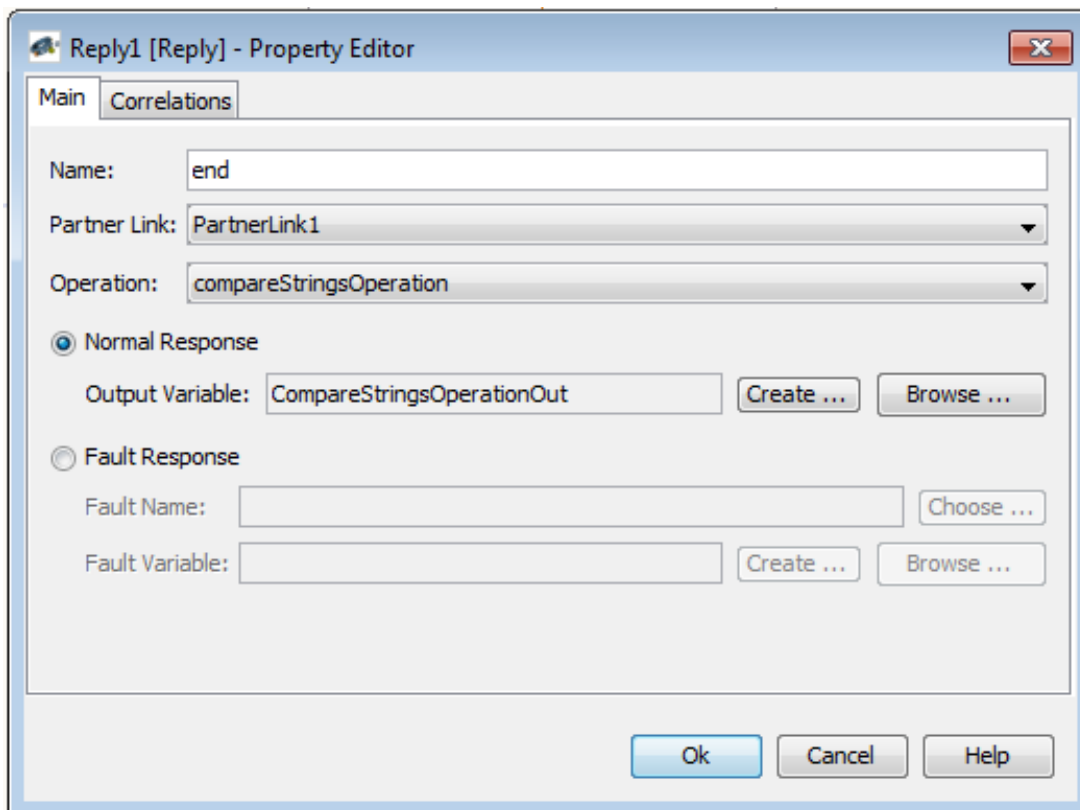 Reply1 [Reply] - Property Editor
Main Correlations
Name: end
Partner Link: PartnerLink1
Operation: compareStringsOperation
Normal Response
Output Variable: CompareStringsOperationOut Create ... Browse ...
Fault Response
Fault Name: Choose ...
Fault Variable: Create ... Browse ...
Ok Cancel Help